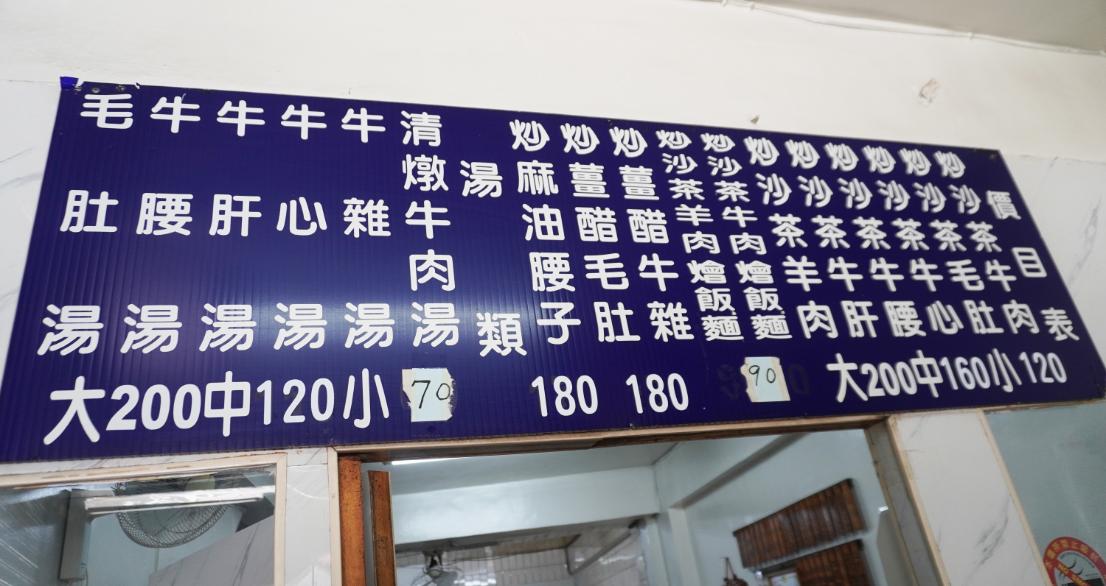 價目表
炒沙茶牛肉
炒沙茶毛肚
炒沙茶牛心
炒沙茶牛腰
炒沙茶牛肝
炒沙茶羊肉
大200中160小120
炒沙茶牛肉燴飯麵
炒沙茶羊肉燴飯麵
90
炒薑醋牛雜
炒薑醋毛肚
炒麻油腰子
180 180
湯類
清燉牛肉湯
牛雜湯
牛心湯
牛肝湯
牛腰湯
毛肚湯
大200中120小70